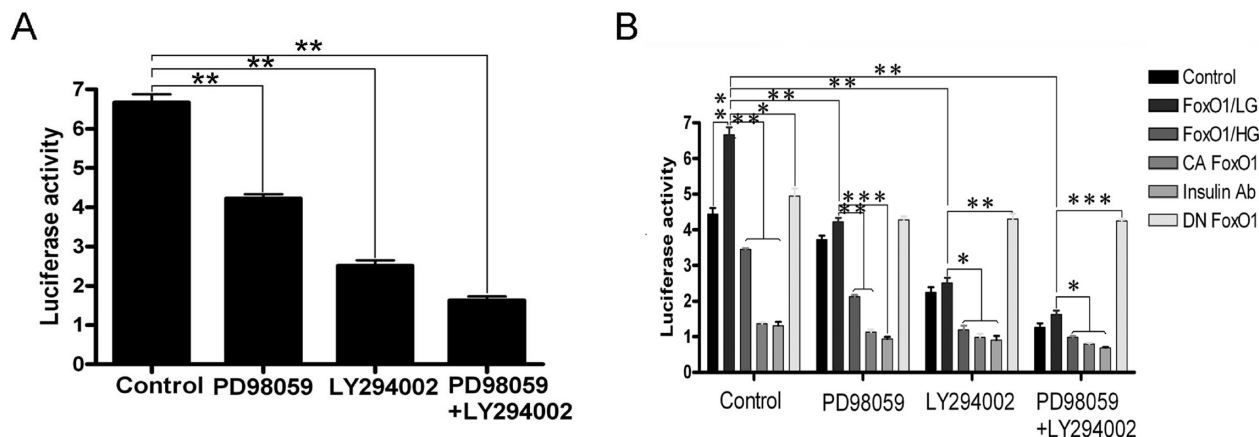 A
Luciferase activity
7
6
5
4
3
2
1
0
**
**
**
Control
PD98059
LY294002
PD98059
+LY294002
B
Luciferase activity
7
6
5
4
3
2
1
0
**
**
**
*
*
*
**
***
**
**
*
***
*
Control
PD98059
LY294002
PD98059
+LY294002
Control
FoxO1/LG
FoxO1/HG
CA FoxO1
Insulin Ab
DN FoxO1